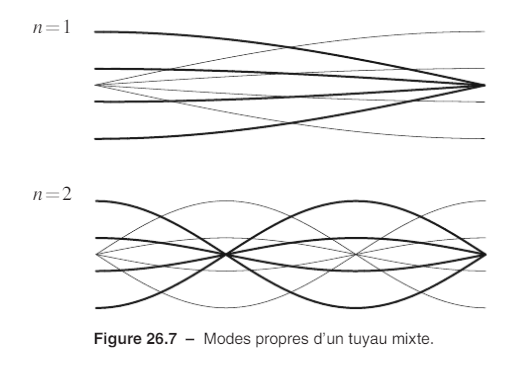 n=1
n=2
Figure 26.7 – Modes propres d'un tuyau mixte.